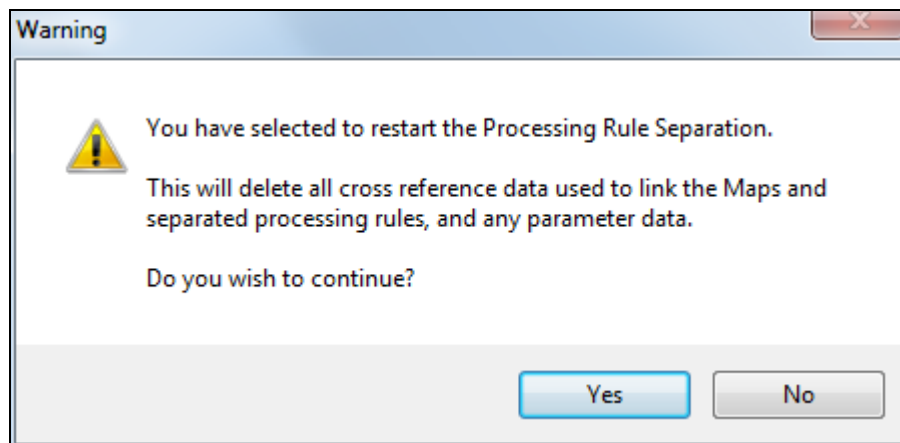 Warning
You have selected to restart the Processing Rule Separation.
This will delete all cross reference data used to link the Maps and
separated processing rules, and any parameter data.
Do you wish to continue?
Yes
No